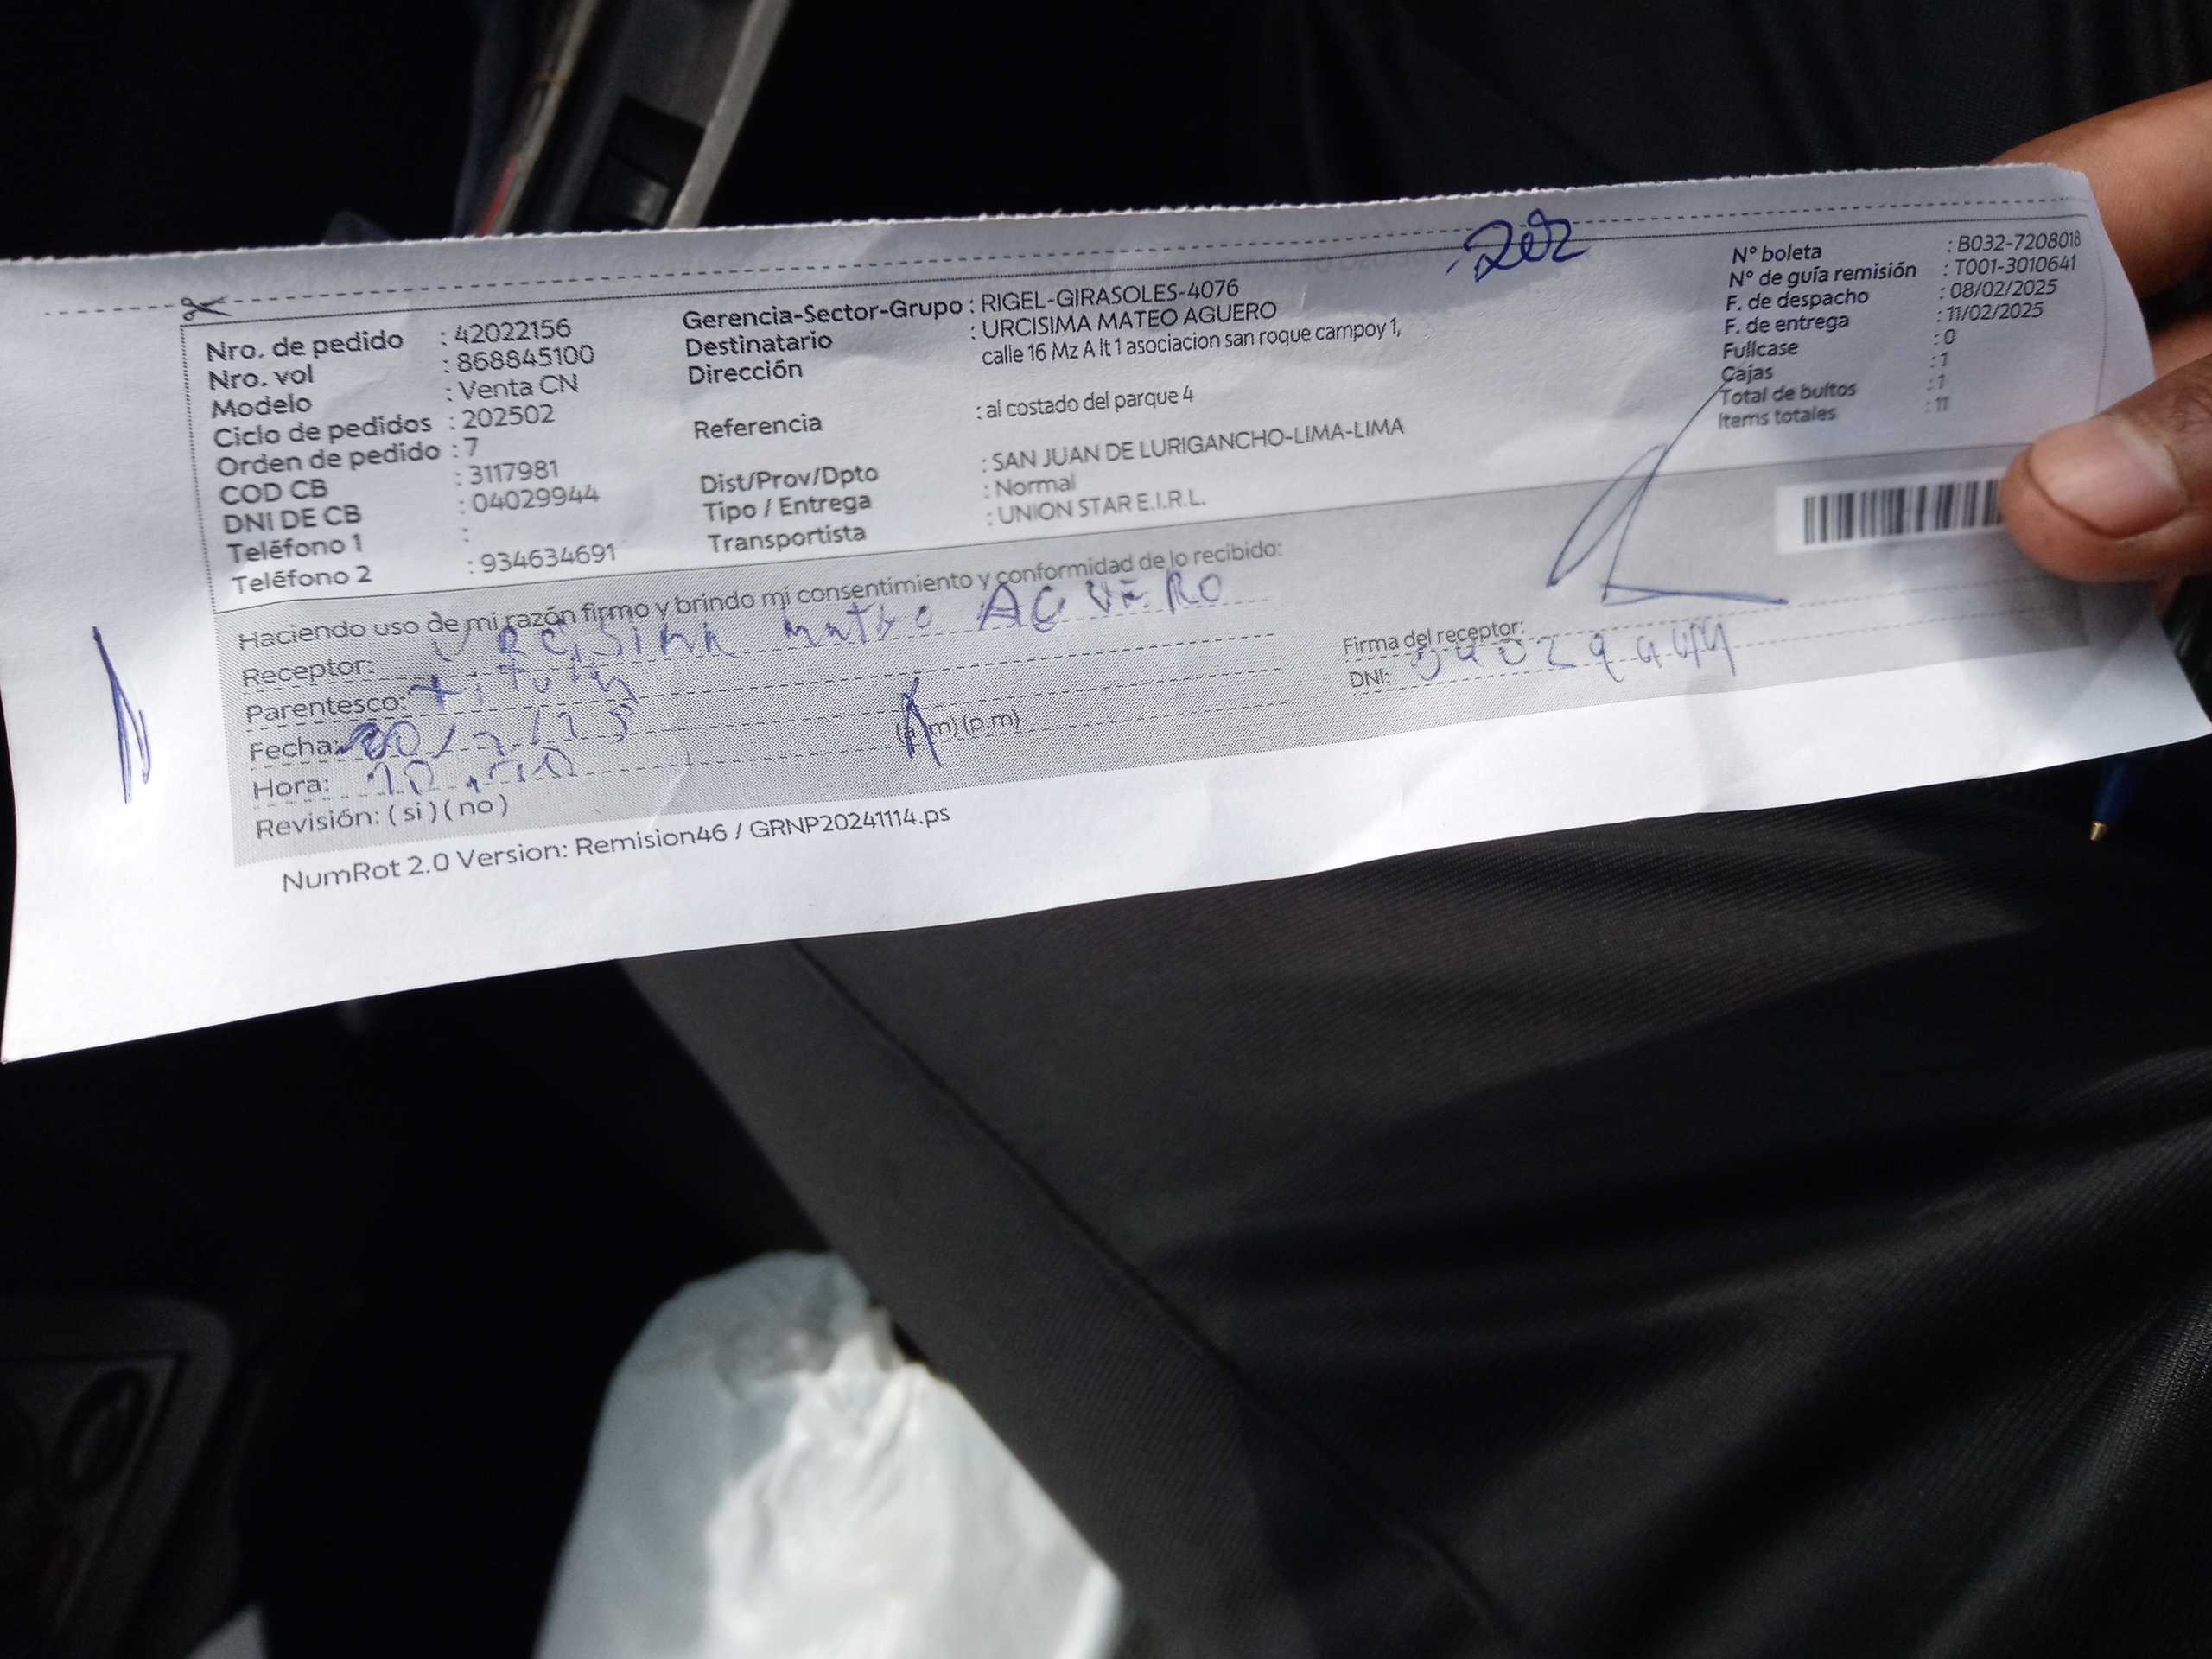 202
Nro. de pedido : 42022156
Nro. vol : 868845100
Modelo : Venta CN
Ciclo de pedidos : 202502
Orden de pedido : 7
COD CB : 3117981
DNI DE CB : 04029944
Teléfono 1 :
Teléfono 2 : 934634691
Gerencia-Sector-Grupo : RIGEL-GIRASOLES-4076
Destinatario : URCISIMA MATEO AGUERO
Dirección calle 16 Mz A lt 1 asociacion san roque campoy 1,
Referencia : al costado del parque 4
Dist/Prov/Dpto : SAN JUAN DE LURIGANCHO-LIMA-LIMA
Tipo / Entrega : Normal
Transportista : UNION STAR E.I.R.L.
N° boleta : B032-7208018
N° de guía remisión : T001-3010641
F. de despacho : 08/02/2025
F. de entrega : 11/02/2025
Fullcase : 0
Cajas : 1
Total de bultos : 1
Items totales : 11
Haciendo uso de mi razón firmo y brindo mi consentimiento y conformidad de lo recibido:
Receptor: URCISIMA MATEO AGUERO
Parentesco:
Fecha:
Hora:
(a.m) (p.m)
Revisión: ( si ) ( no )
Firma del receptor:
DNI: 04029944
NumRot 2.0 Version: Remision46 / GRNP20241114.ps